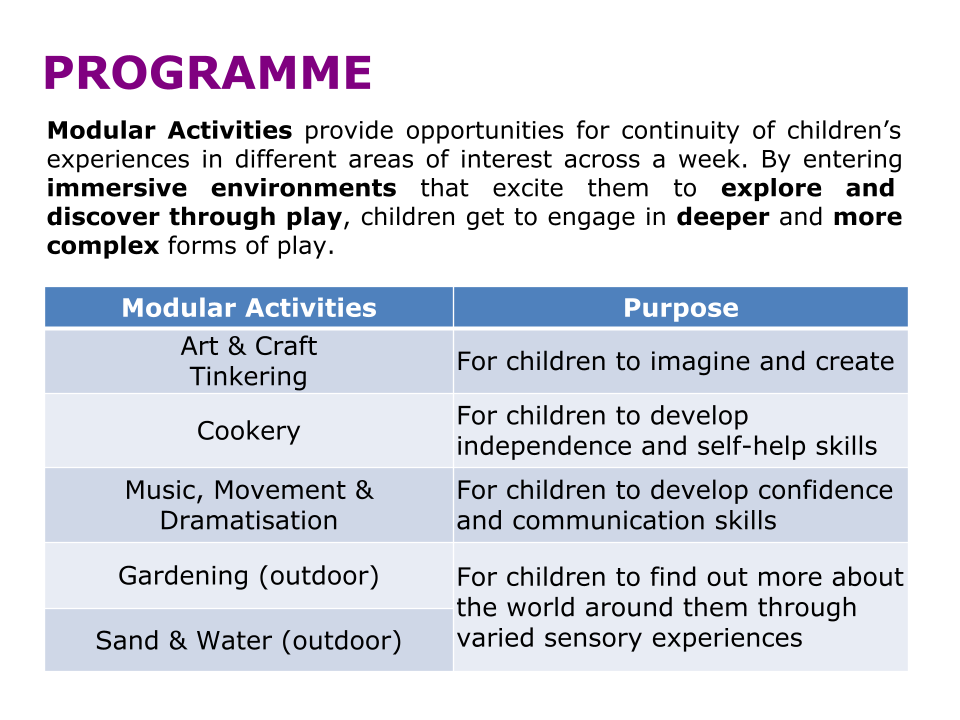 PROGRAMME
Modular Activities provide opportunities for continuity of children’s
experiences in different areas of interest across a week. By entering
immersive environments that excite them to explore and
discover through play, children get to engage in deeper and more
complex forms of play.
Modular Activities
Purpose
Art & Craft
Tinkering
For children to imagine and create
Cookery
For children to develop
independence and self-help skills
Music, Movement &
Dramatisation
For children to develop confidence
and communication skills
Gardening (outdoor)
Sand & Water (outdoor)
For children to find out more about
the world around them through
varied sensory experiences